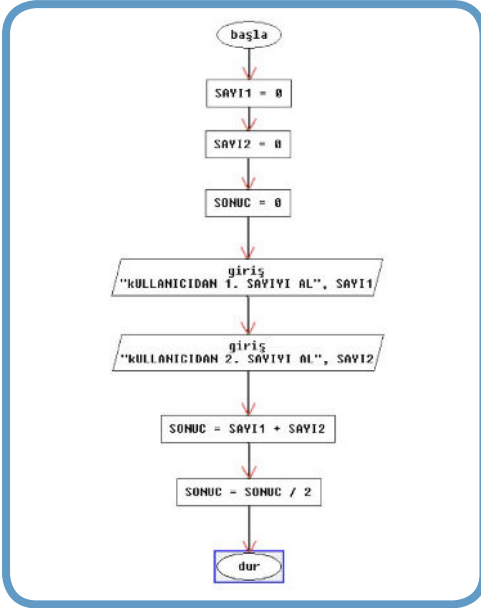 başla
SAYI1 = 0
SAYI2 = 0
SONUC = 0
giriş
"kULLANICIDAN 1. SAYIYI AL", SAYI1
giriş
"kULLANICIDAN 2. SAYIYI AL", SAYI2
SONUC = SAYI1 + SAYI2
SONUC = SONUC / 2
dur